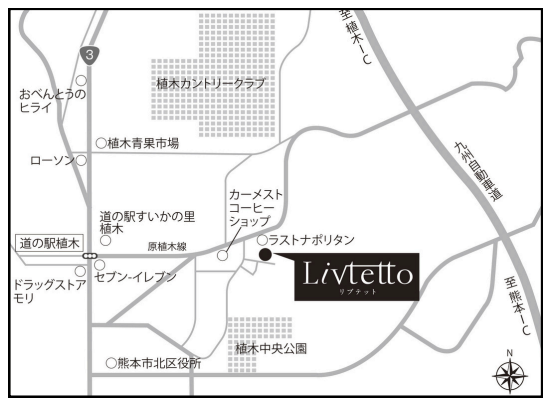 至植木IC
3
おべんとうの
ヒライ
植木カントリークラブ
植木青果市場
ローソン
九州自動車道
カーメスト
コーヒー
ショップ
道の駅すいかの里
植木
道の駅植木
原植木線
ラストナポリタン
セブン-イレブン
ドラッグストア
モリ
Livtetto
リブテット
至熊本IC
植木中央公園
熊本市北区役所
N